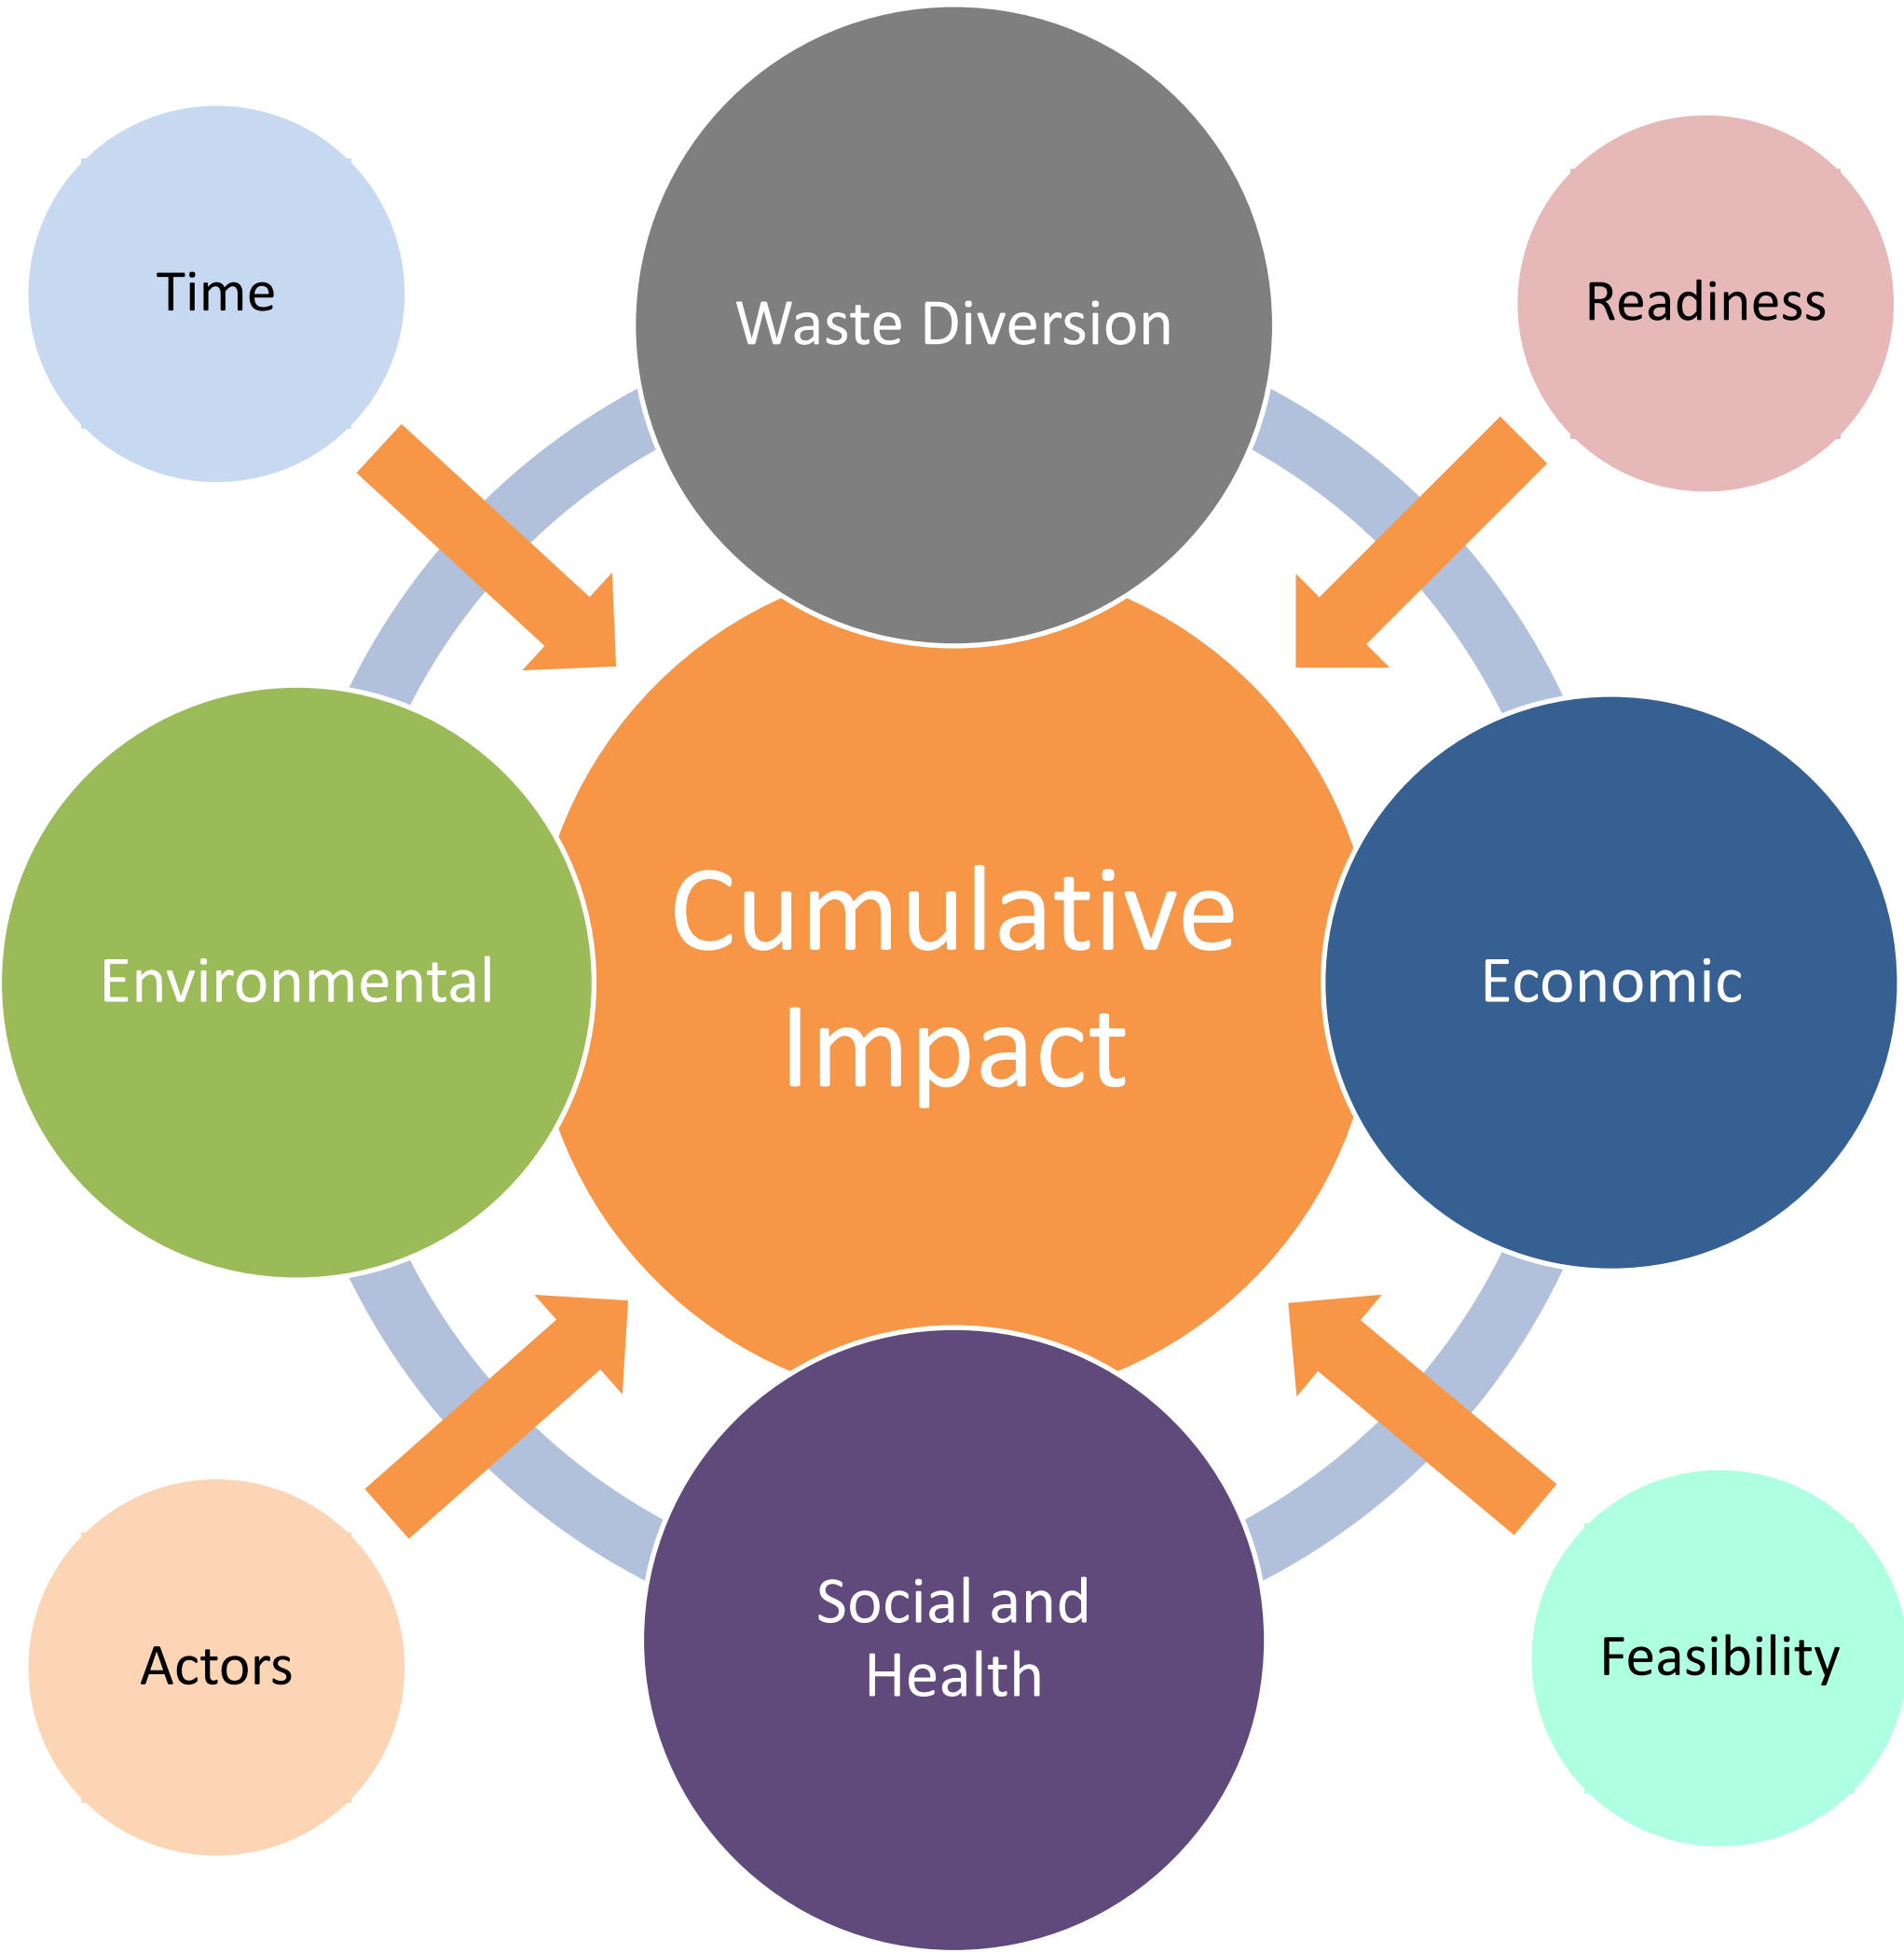 Time
Waste Diversion
Readiness
Environmental
Cumulative
Impact
Economic
Actors
Social and
Health
Feasibility